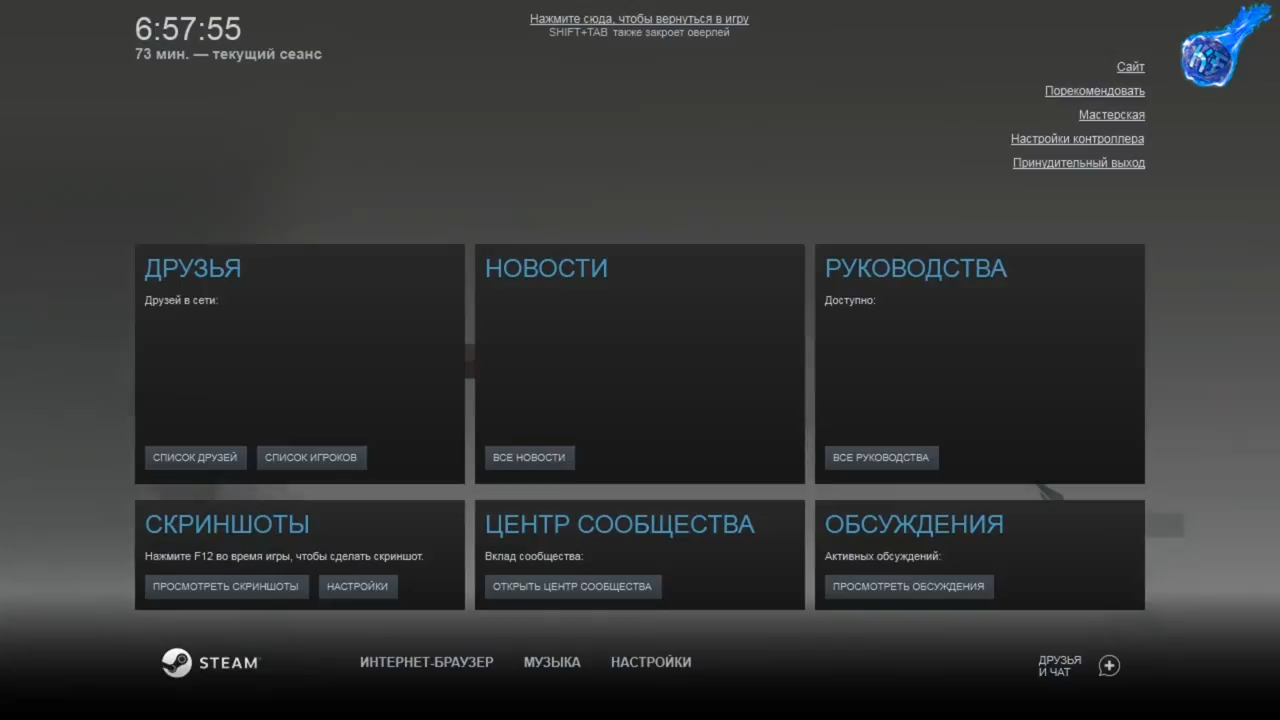 6:57:55
73 мин. — текущий сеанс
Нажмите сюда, чтобы вернуться в игру
SHIFT+TAB также закроет оверлей
Сайт
Порекомендовать
Мастерская
Настройки контроллера
Принудительный выход
ДРУЗЬЯ
Друзей в сети:
СПИСОК ДРУЗЕЙ
СПИСОК ИГРОКОВ
НОВОСТИ
ВСЕ НОВОСТИ
РУКОВОДСТВА
Доступно:
ВСЕ РУКОВОДСТВА
СКРИНШОТЫ
Нажмите F12 во время игры, чтобы сделать скриншот.
ПРОСМОТРЕТЬ СКРИНШОТЫ
НАСТРОЙКИ
ЦЕНТР СООБЩЕСТВА
Вклад сообщества:
ОТКРЫТЬ ЦЕНТР СООБЩЕСТВА
ОБСУЖДЕНИЯ
Активных обсуждений:
ПРОСМОТРЕТЬ ОБСУЖДЕНИЯ
STEAM
ИНТЕРНЕТ-БРАУЗЕР
МУЗЫКА
НАСТРОЙКИ
ДРУЗЬЯ
И ЧАТ